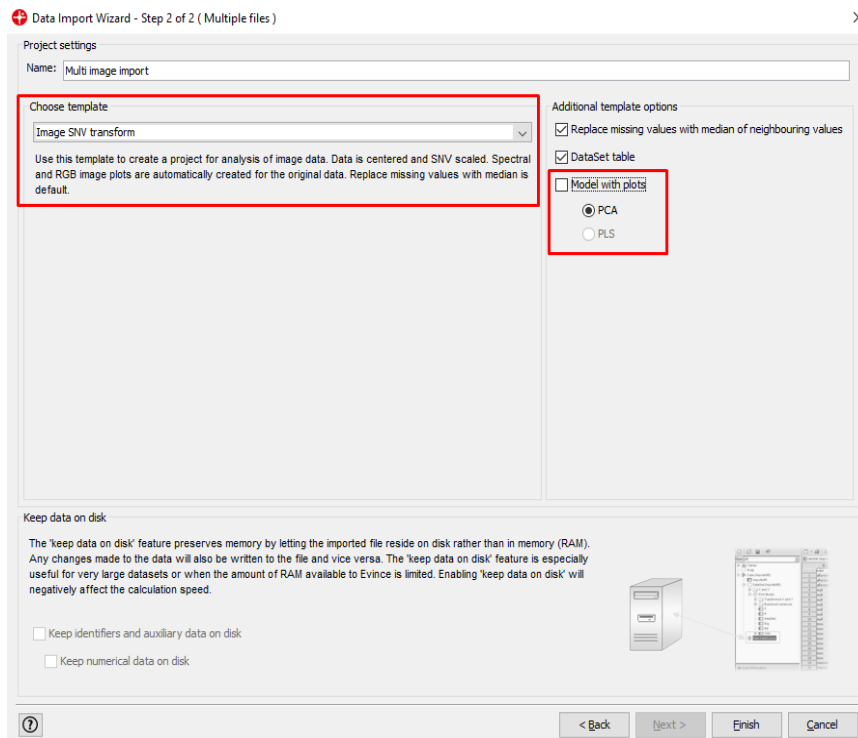 Data Import Wizard - Step 2 of 2 ( Multiple files )
Project settings
Name: Multi image import
Choose template
Image SNV transform
Use this template to create a project for analysis of image data. Data is centered and SNV scaled. Spectral
and RGB image plots are automatically created for the original data. Replace missing values with median is
default.
Additional template options
Replace missing values with median of neighbouring values
DataSet table
Model with plots
PCA
PLS
Keep data on disk
The 'keep data on disk' feature preserves memory by letting the imported file reside on disk rather than in memory (RAM).
Any changes made to the data will also be written to the file and vice versa. The 'keep data on disk' feature is especially
useful for very large datasets or when the amount of RAM available to Evince is limited. Enabling 'keep data on disk' will
negatively affect the calculation speed.
Keep identifiers and auxiliary data on disk
Keep numerical data on disk
?
< Back
Next >
Finish
Cancel